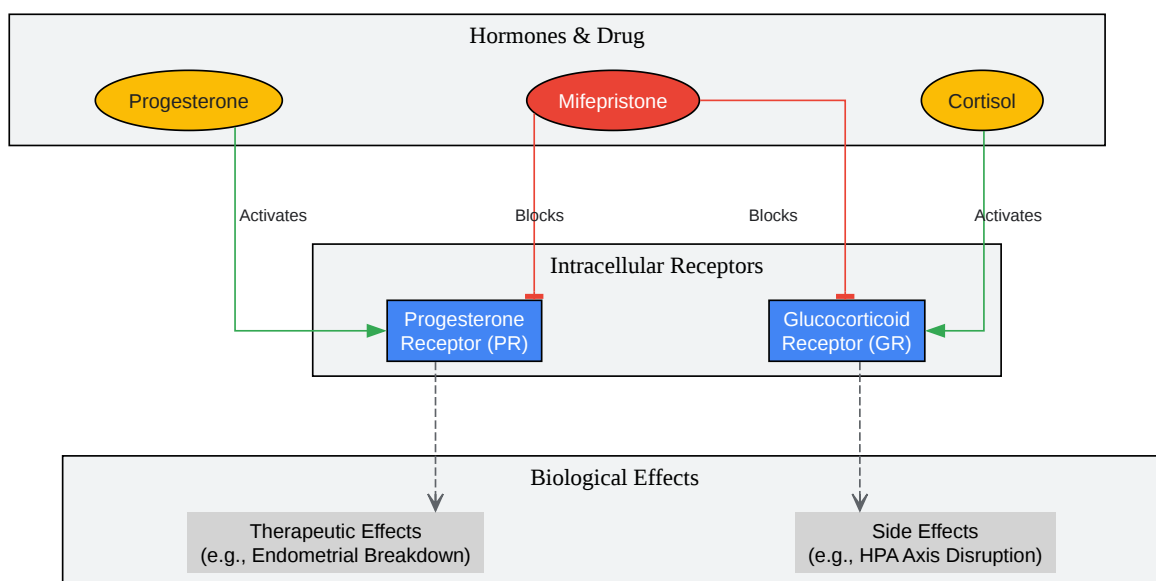 Hormones & Drug
Progesterone
Mifepristone
Cortisol
Activates
Blocks
Blocks
Activates
Intracellular Receptors
Progesterone
Receptor (PR)
Glucocorticoid
Receptor (GR)
Biological Effects
Therapeutic Effects
(e.g., Endometrial Breakdown)
Side Effects
(e.g., HPA Axis Disruption)